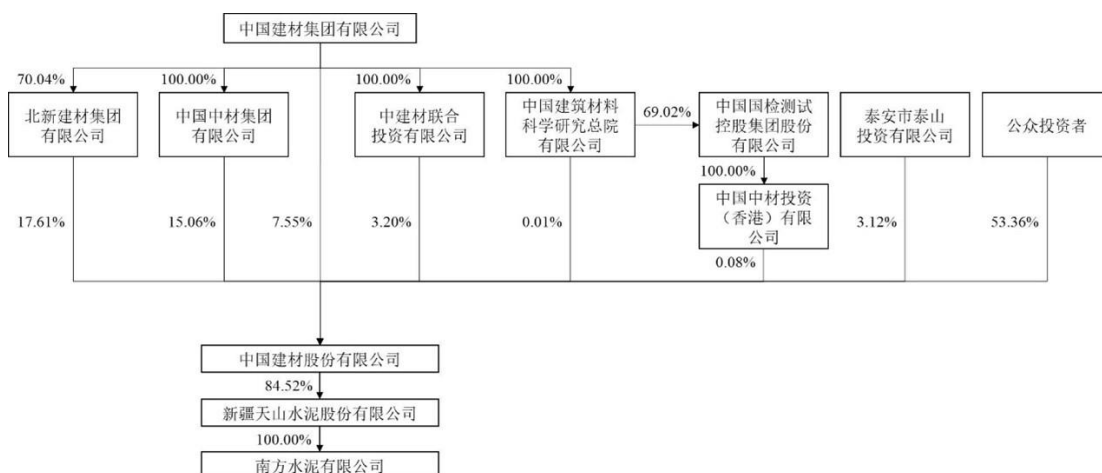 中国建材集团有限公司
70.04%
100.00%
100.00%
100.00%
北新建材集团
有限公司
中国中材集团
有限公司
中建材联合
投资有限公司
中国建筑材料
科学研究总院
有限公司
69.02%
中国国检测试
控股集团股份
有限公司
泰安市泰山
投资有限公司
公众投资者
100.00%
中国中材投资
（香港）有限
公司
17.61%
15.06%
7.55%
3.20%
0.01%
3.12%
53.36%
0.08%
中国建材股份有限公司
84.52%
新疆天山水泥股份有限公司
100.00%
南方水泥有限公司